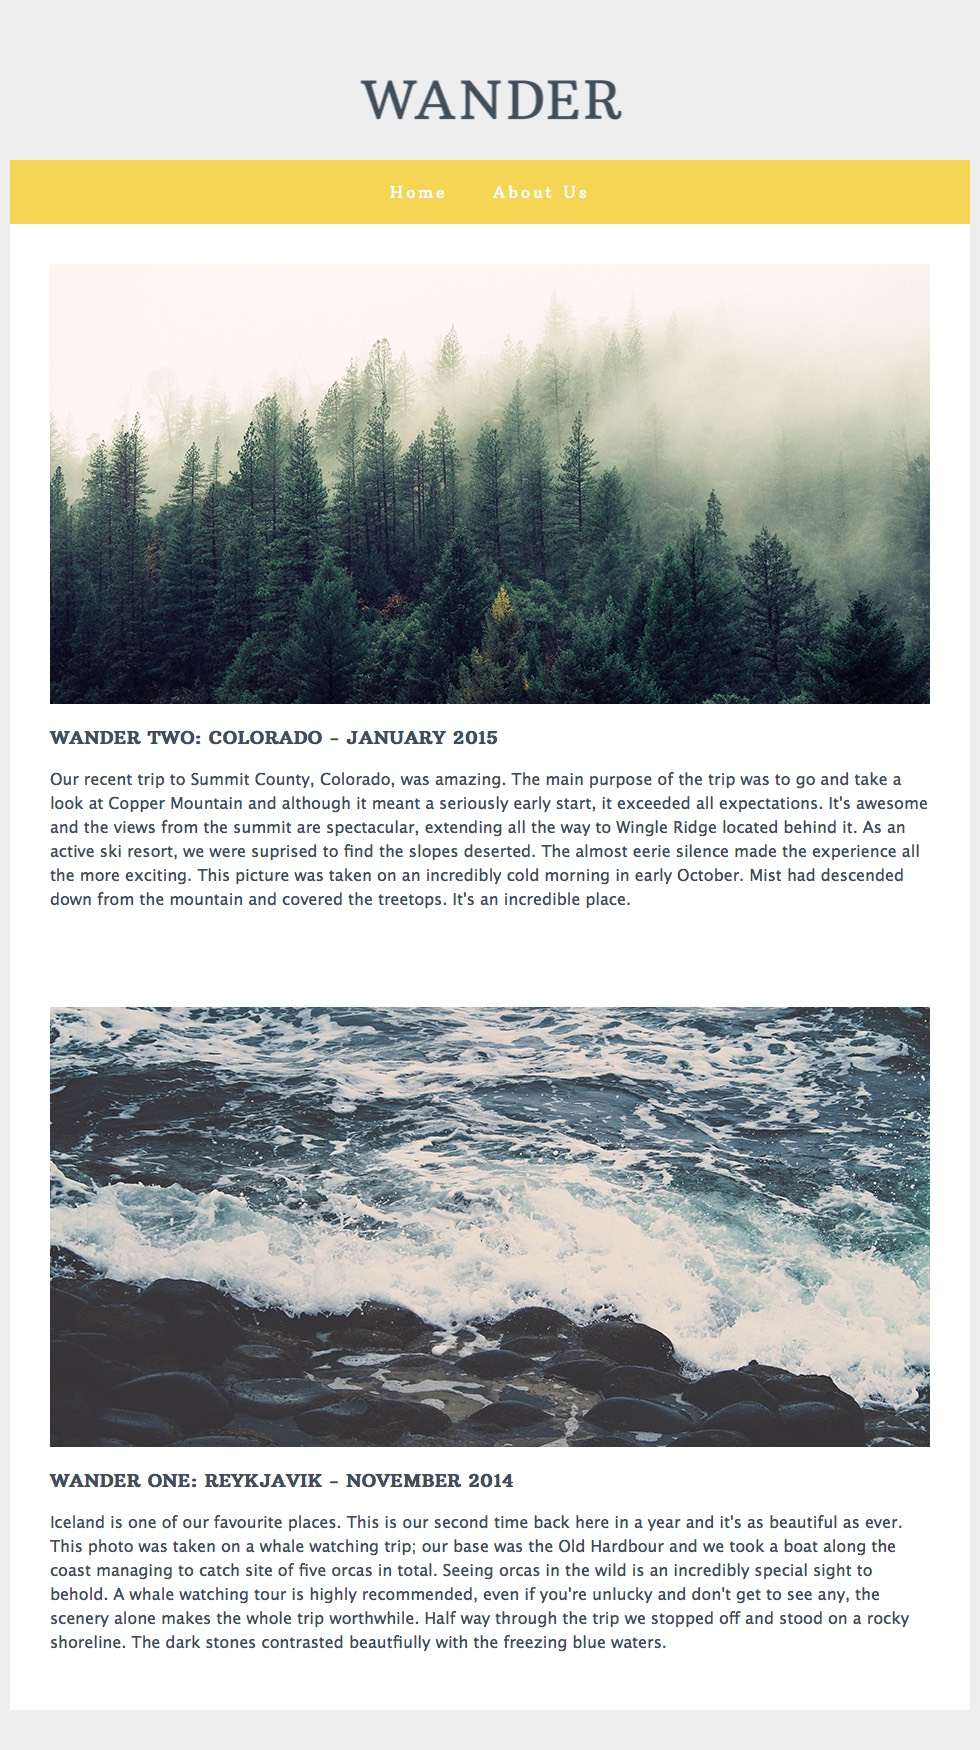 WANDER
Home About Us
WANDER TWO: COLORADO – JANUARY 2015
Our recent trip to Summit County, Colorado, was amazing. The main purpose of the trip was to go and take a
look at Copper Mountain and although it meant a seriously early start, it exceeded all expectations. It's awesome
and the views from the summit are spectacular, extending all the way to Wingle Ridge located behind it. As an
active ski resort, we were suprised to find the slopes deserted. The almost eerie silence made the experience all
the more exciting. This picture was taken on an incredibly cold morning in early October. Mist had descended
down from the mountain and covered the treetops. It's an incredible place.
WANDER ONE: REYKJAVIK – NOVEMBER 2014
Iceland is one of our favourite places. This is our second time back here in a year and it's as beautiful as ever.
This photo was taken on a whale watching trip; our base was the Old Hardbour and we took a boat along the
coast managing to catch site of five orcas in total. Seeing orcas in the wild is an incredibly special sight to
behold. A whale watching tour is highly recommended, even if you're unlucky and don't get to see any, the
scenery alone makes the whole trip worthwhile. Half way through the trip we stopped off and stood on a rocky
shoreline. The dark stones contrasted beautfiully with the freezing blue waters.